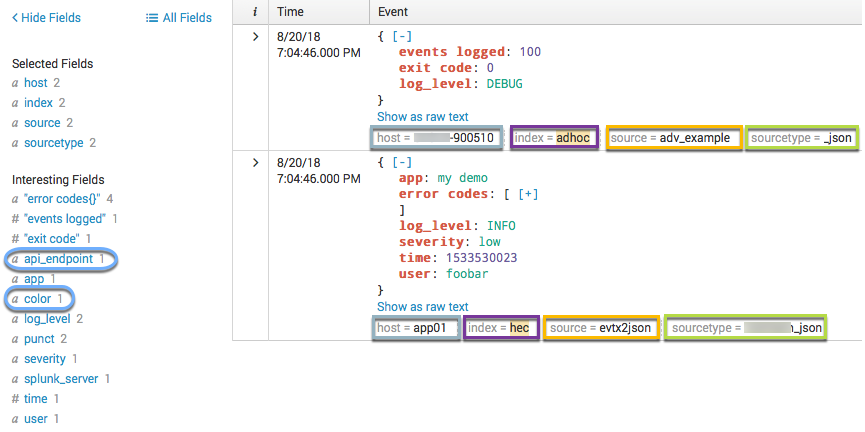 Hide Fields
All Fields
i Time Event
Selected Fields
a host 2
a index 2
a source 2
a sourcetype 2
Interesting Fields
a "error codes{}" 4
# "events logged" 1
# "exit code" 1
a api_endpoint 1
a app 1
a color 1
a log_level 2
a punct 2
a severity 1
a splunk_server 1
# time 1
a user 1
8/20/18
7:04:46.000 PM
{ [-]
events logged: 100
exit code: 0
log_level: DEBUG
}
Show as raw text
host = -900510 index = adhoc source = adv_example sourcetype = _json
8/20/18
7:04:46.000 PM
{ [-]
app: my demo
error codes: [ [+]
]
log_level: INFO
severity: low
time: 1533530023
user: foobar
}
Show as raw text
host = app01 index = hec source = evtx2json sourcetype = _json